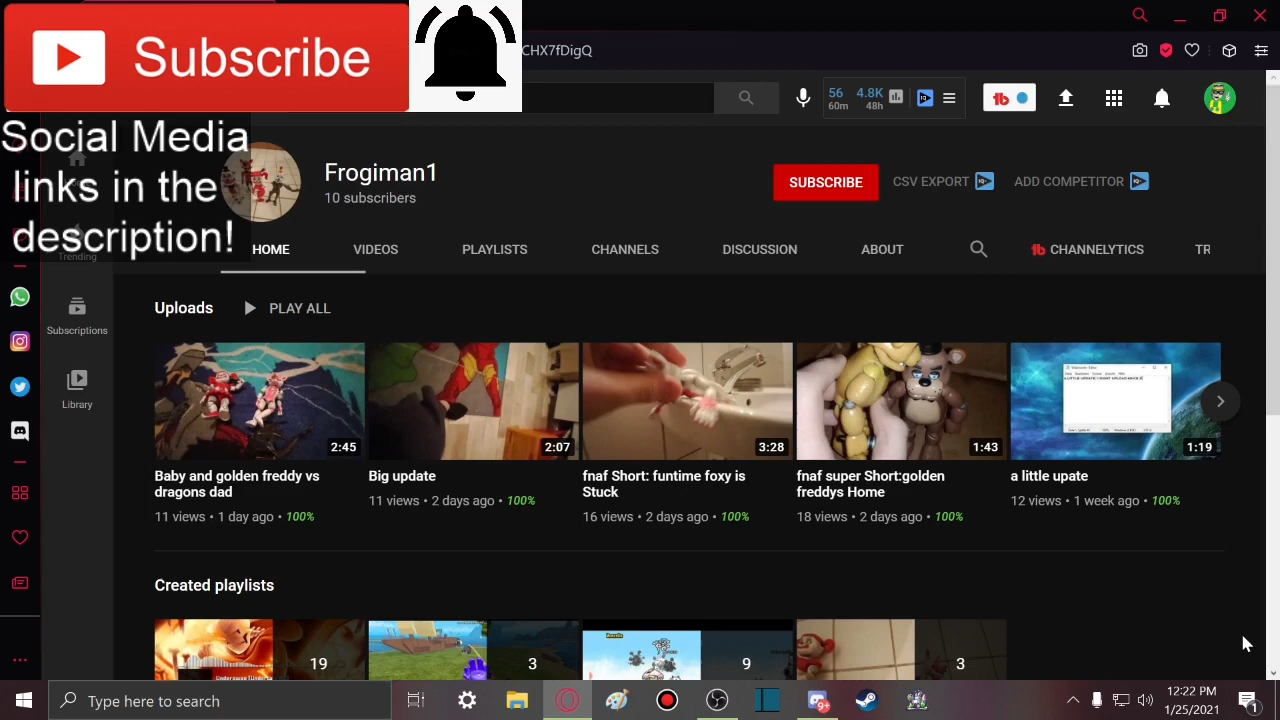 Subscribe
CHX7fDigQ
Social Media
links in the
description!
56
60m
4.8K
48h
Frogiman1
10 subscribers
SUBSCRIBE
CSV EXPORT
ADD COMPETITOR
HOME
VIDEOS
PLAYLISTS
CHANNELS
DISCUSSION
ABOUT
CHANNELYTICS
TR
Trending
Subscriptions
Library
Uploads
PLAY ALL
2:45
2:07
3:28
1:43
1:19
Baby and golden freddy vs
dragons dad
11 views • 1 day ago • 100%
Big update
11 views • 2 days ago • 100%
fnaf Short: funtime foxy is
Stuck
16 views • 2 days ago • 100%
fnaf super Short:golden
freddys Home
18 views • 2 days ago • 100%
a little upate
12 views • 1 week ago • 100%
Created playlists
19
3
9
3
Type here to search
9+
12:22 PM
1/25/2021
1